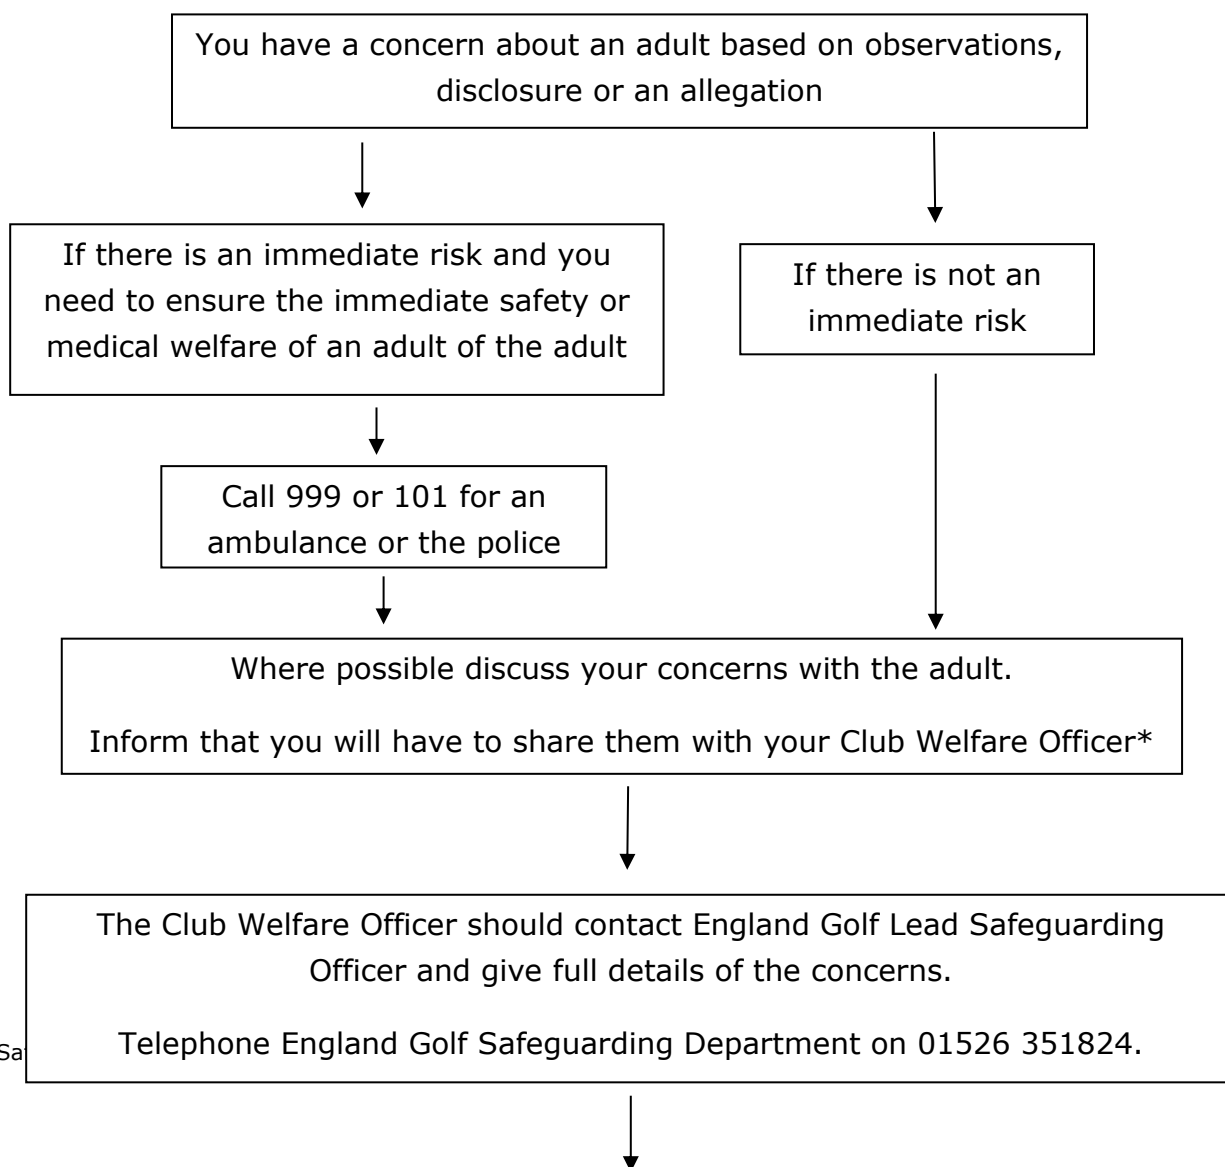 You have a concern about an adult based on observations,
disclosure or an allegation
If there is an immediate risk and you
need to ensure the immediate safety or
medical welfare of an adult of the adult
If there is not an
immediate risk
Call 999 or 101 for an
ambulance or the police
Where possible discuss your concerns with the adult.
Inform that you will have to share them with your Club Welfare Officer*
The Club Welfare Officer should contact England Golf Lead Safeguarding
Officer and give full details of the concerns.
Telephone England Golf Safeguarding Department on 01526 351824.